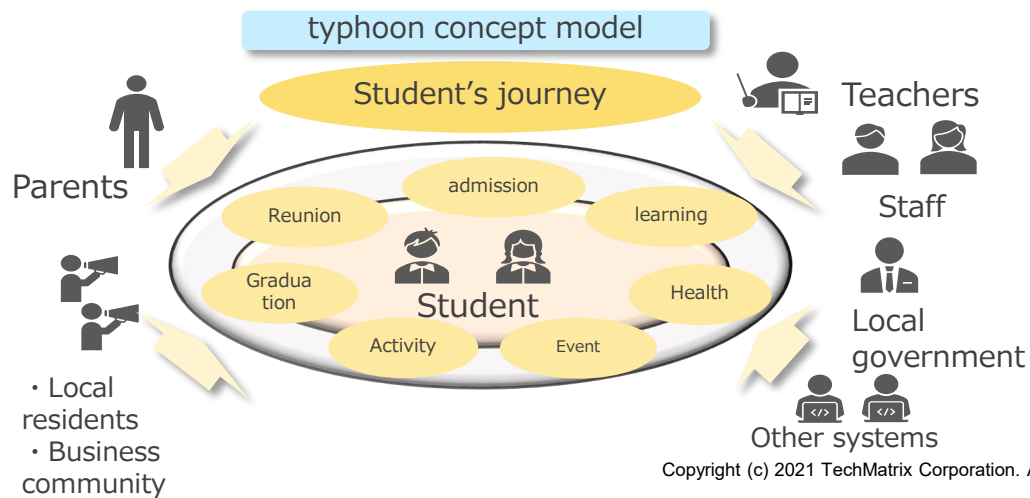 typhoon concept model
Student's journey
Teachers
Parents
admission
Reunion
learning
Staff
Gradua
tion
Student
Health
Activity
Event
Local
government
・Local
residents
・Business
community
Other systems
Copyright (c) 2021 TechMatrix Corporation. A